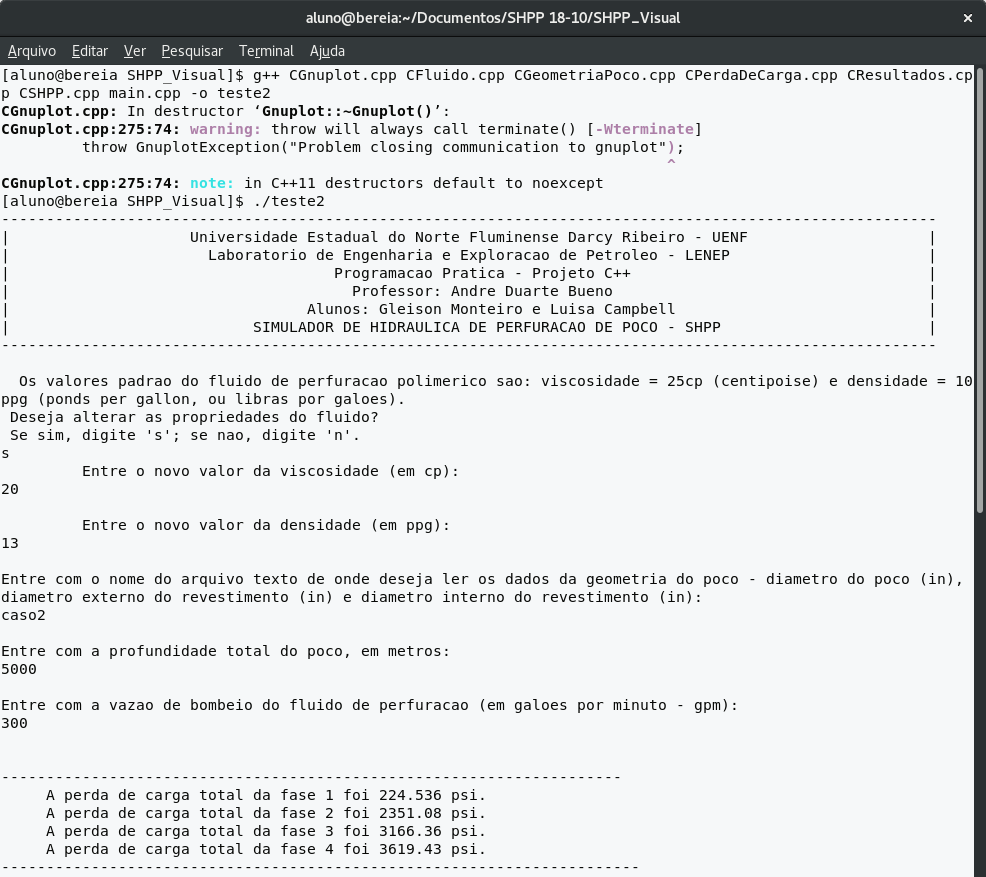 aluno@bereia:~/Documentos/SHPP 18-10/SHPP_Visual ×
Arquivo Editar Ver Pesquisar Terminal Ajuda
[aluno@bereia SHPP_Visual]$ g++ CGnuplot.cpp CFluido.cpp CGeometriaPoco.cpp CPerdaDeCarga.cpp CResultados.cp
p CSHPP.cpp main.cpp -o teste2
CGnuplot.cpp: In destructor ‘Gnuplot::~Gnuplot()’:
CGnuplot.cpp:275:74: warning: throw will always call terminate() [-Wterminate]
throw GnuplotException("Problem closing communication to gnuplot");
^
CGnuplot.cpp:275:74: note: in C++11 destructors default to noexcept
[aluno@bereia SHPP_Visual]$ ./teste2
--------------------------------------------------------------------------------------------------------
| Universidade Estadual do Norte Fluminense Darcy Ribeiro - UENF |
| Laboratorio de Engenharia e Exploracao de Petroleo - LENEP |
| Programacao Pratica - Projeto C++ |
| Professor: Andre Duarte Bueno |
| Alunos: Gleison Monteiro e Luisa Campbell |
| SIMULADOR DE HIDRAULICA DE PERFURACAO DE POCO - SHPP |
--------------------------------------------------------------------------------------------------------
Os valores padrao do fluido de perfuracao polimerico sao: viscosidade = 25cp (centipoise) e densidade = 10
ppg (ponds per gallon, ou libras por galoes).
Deseja alterar as propriedades do fluido?
Se sim, digite 's'; se nao, digite 'n'.
s
Entre o novo valor da viscosidade (em cp):
20
Entre o novo valor da densidade (em ppg):
13
Entre com o nome do arquivo texto de onde deseja ler os dados da geometria do poco - diametro do poco (in),
diametro externo do revestimento (in) e diametro interno do revestimento (in):
caso2
Entre com a profundidade total do poco, em metros:
5000
Entre com a vazao de bombeio do fluido de perfuracao (em galoes por minuto - gpm):
300
---------------------------------------------------------------------
A perda de carga total da fase 1 foi 224.536 psi.
A perda de carga total da fase 2 foi 2351.08 psi.
A perda de carga total da fase 3 foi 3166.36 psi.
A perda de carga total da fase 4 foi 3619.43 psi.
-----------------------------------------------------------------------